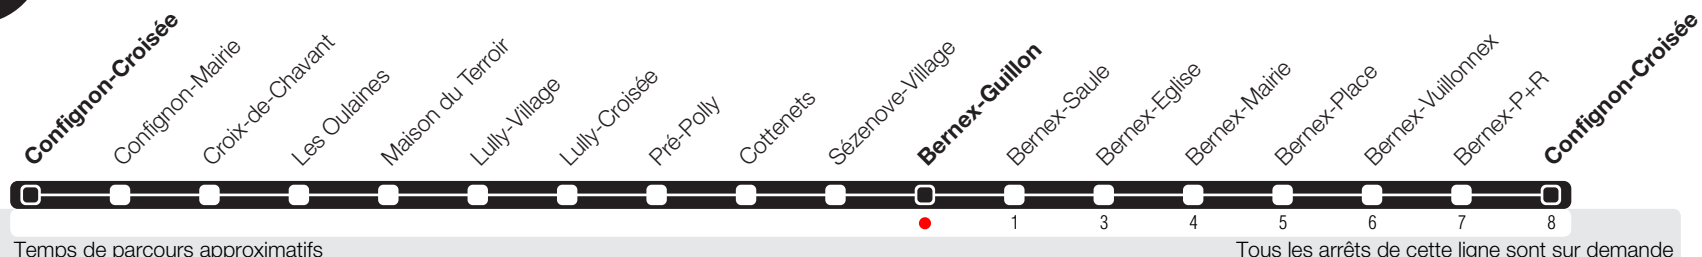 Confignon-Croisée
Confignon-Mairie
Croix-de-Chavant
Les Oulaines
Maison du Terroir
Lully-Village
Lully-Croisée
Pré-Polly
Cottenets
Sézenove-Village
Bernex-Guillon
Bernex-Saule
Bernex-Eglise
Bernex-Mairie
Bernex-Place
Bernex-Vuillonnex
Bernex-P+R
Confignon-Croisée
1 3 4 5 6 7 8
Temps de parcours approximatifs
Tous les arrêts de cette ligne sont sur demande